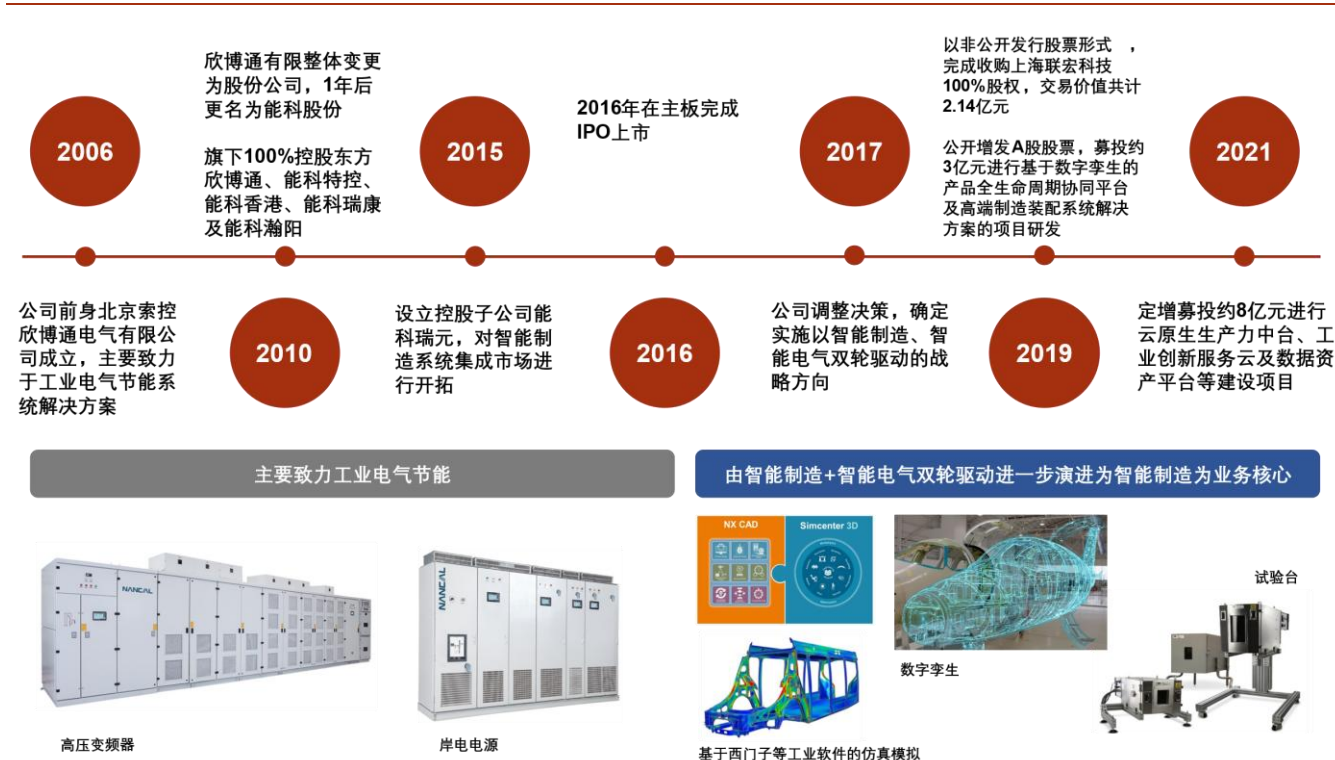 欣博通有限整体变更
为股份公司，1年后
更名为能科股份
旗下100%控股东方
欣博通、能科特控、
能科香港、能科瑞康
及能科瀚阳
2016年在主板完成
IPO上市
以非公开发行股票形式 ，
完成收购上海联宏科技
100%股权，交易价值共计
2.14亿元
公开增发A股股票，募投约
3亿元进行基于数字孪生的
产品全生命周期协同平台
及高端制造装配系统解决
方案的项目研发
2006
2015
2017
2021
公司前身北京索控
欣博通电气有限公
司成立，主要致力
于工业电气节能系
统解决方案
2010
设立控股子公司能
科瑞元，对智能制
造系统集成市场进
行开拓
2016
公司调整决策，确定
实施以智能制造、智
能电气双轮驱动的战
略方向
2019
定增募投约8亿元进行
云原生生产力中台、工
业创新服务云及数据资
产平台等建设项目
主要致力工业电气节能
由智能制造+智能电气双轮驱动进一步演进为智能制造为业务核心
NX CAD
Simcenter 3D
NANCAL
NANCAL
试验台
数字孪生
高压变频器
岸电电源
基于西门子等工业软件的仿真模拟